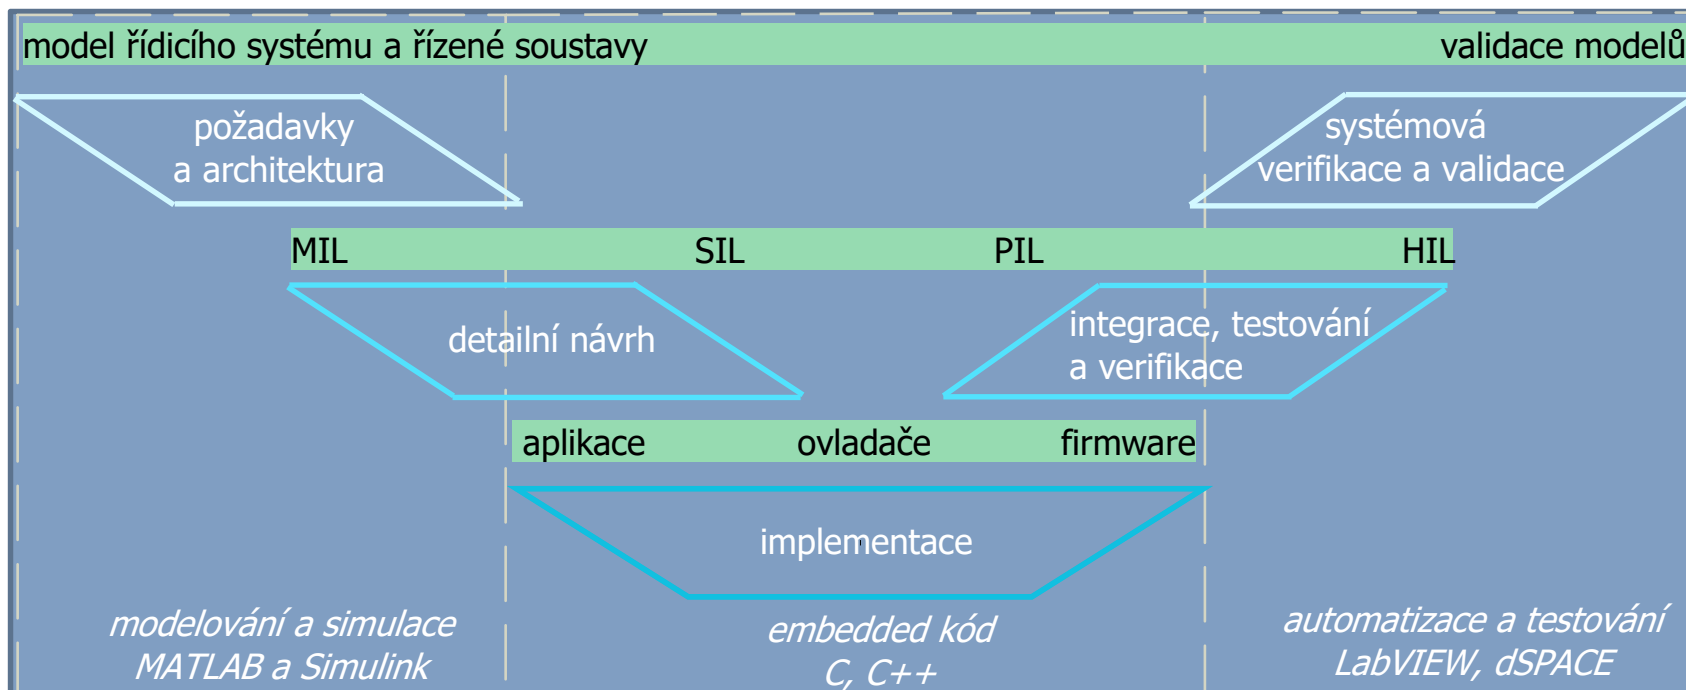 model řídicího systému a řízené soustavy
validace modelů
požadavky
a architektura
systémová
verifikace a validace
MIL
SIL
PIL
HIL
detailní návrh
integrace, testování
a verifikace
aplikace
ovladače
firmware
implementace
modelování a simulace
MATLAB a Simulink
embedded kód
C, C++
automatizace a testování
LabVIEW, dSPACE